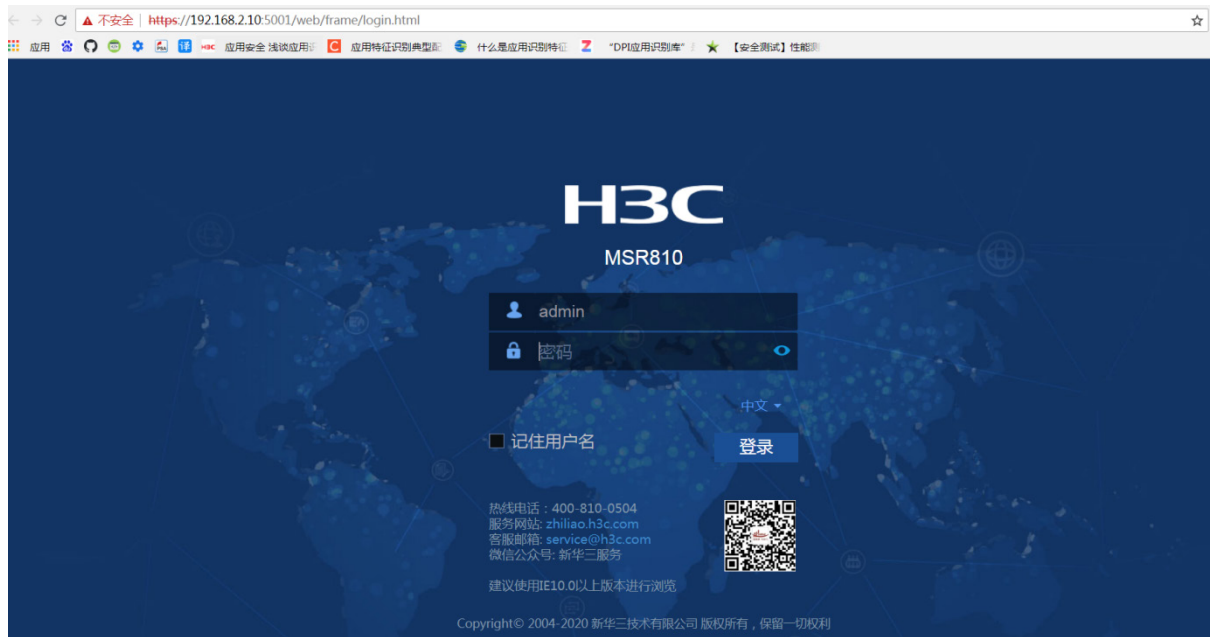 不安全 | https://192.168.2.10:5001/web/frame/login.html
应用 译 H3C 应用安全 浅谈应用 C 应用特征识别典型配 什么是应用识别特征 Z “DPI应用识别库” 【安全测试】性能测
H3C
MSR810
admin
密码
中文
记住用户名 登录
热线电话：400-810-0504
服务网站: zhiliao.h3c.com
客服邮箱: service@h3c.com
微信公众号: 新华三服务
建议使用IE10.0以上版本进行浏览
Copyright© 2004-2020 新华三技术有限公司 版权所有，保留一切权利